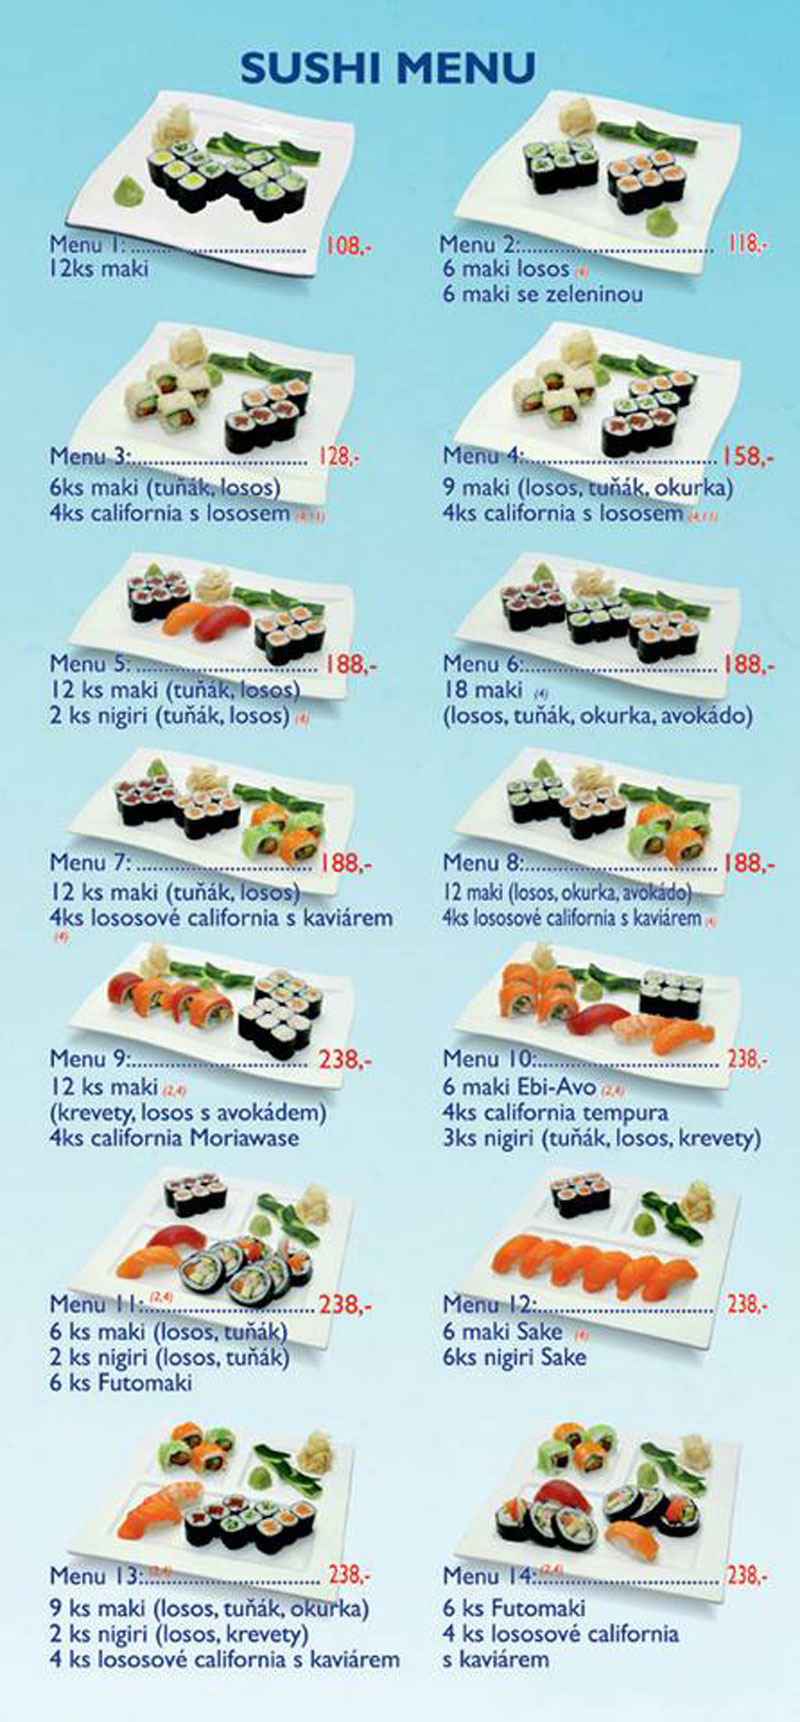 SUSHI MENU
Menu 1:.......................... 108,-
12ks maki
Menu 2:.......................... 118,-
6 maki losos (4)
6 maki se zeleninou
Menu 3:.......................... 128,-
6ks maki (tuňák, losos)
4ks california s lososem (4,11)
Menu 4:.......................... 158,-
9 maki (losos, tuňák, okurka)
4ks california s lososem (4,11)
Menu 5:.......................... 188,-
12 ks maki (tuňák, losos)
2 ks nigiri (tuňák, losos) (4)
Menu 6:.......................... 188,-
18 maki (4)
(losos, tuňák, okurka, avokádo)
Menu 7:.......................... 188,-
12 ks maki (tuňák, losos)
4ks lososové california s kaviárem
(4)
Menu 8:.......................... 188,-
12 maki (losos, okurka, avokádo)
4ks lososové california s kaviárem (4)
Menu 9:.......................... 238,-
12 ks maki (2,4)
(krevety, losos s avokádem)
4ks california Moriawase
Menu 10:.......................... 238,-
6 maki Ebi-Avo (2,4)
4ks california tempura
3ks nigiri (tuňák, losos, krevety)
Menu 11:(2,4).......................... 238,-
6 ks maki (losos, tuňák)
2 ks nigiri (losos, tuňák)
6 ks Futomaki
Menu 12:.......................... 238,-
6 maki Sake (4)
6ks nigiri Sake
Menu 13:(2,4).......................... 238,-
9 ks maki (losos, tuňák, okurka)
2 ks nigiri (losos, krevety)
4 ks lososové california s kaviárem
Menu 14:(2,4).......................... 238,-
6 ks Futomaki
4 ks lososové california
s kaviárem